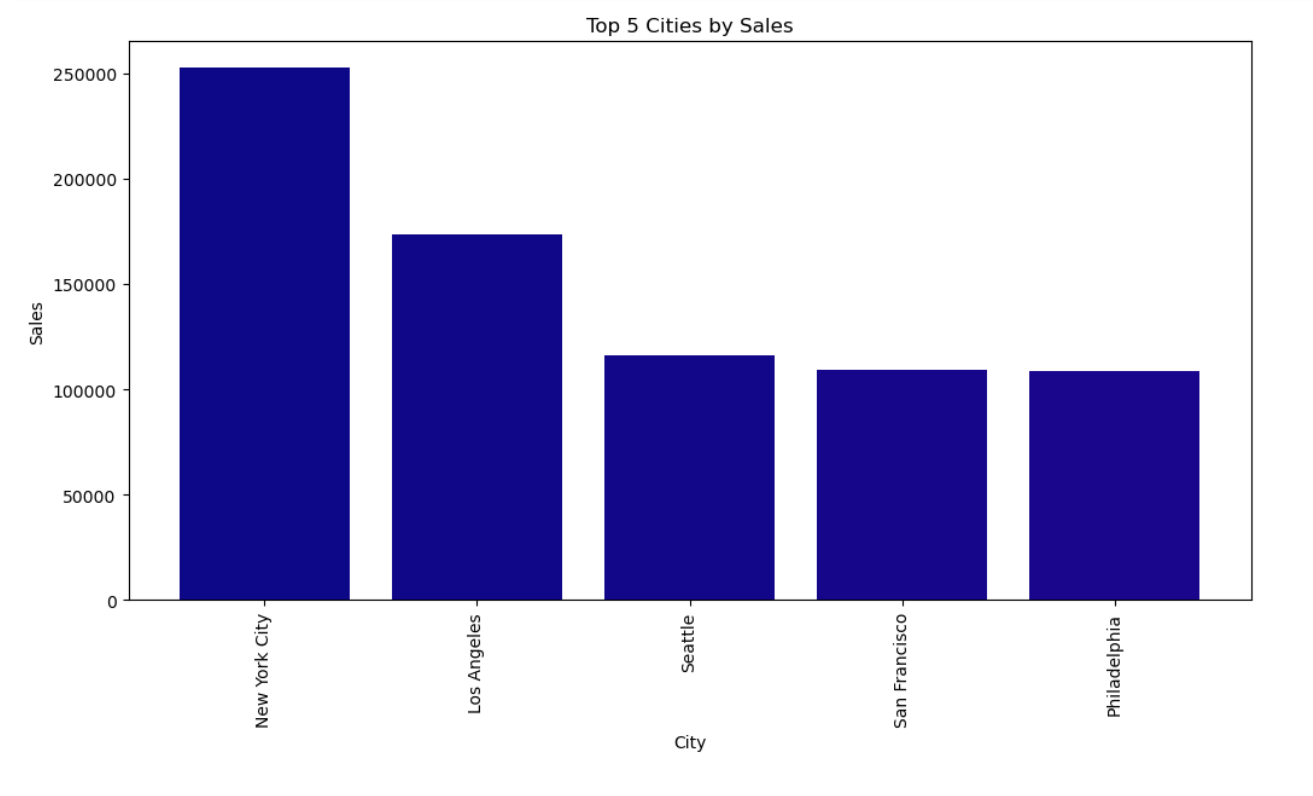 Top 5 Cities by Sales
250000
200000
150000
100000
50000
0
Sales
New York City
Los Angeles
Seattle
San Francisco
Philadelphia
City